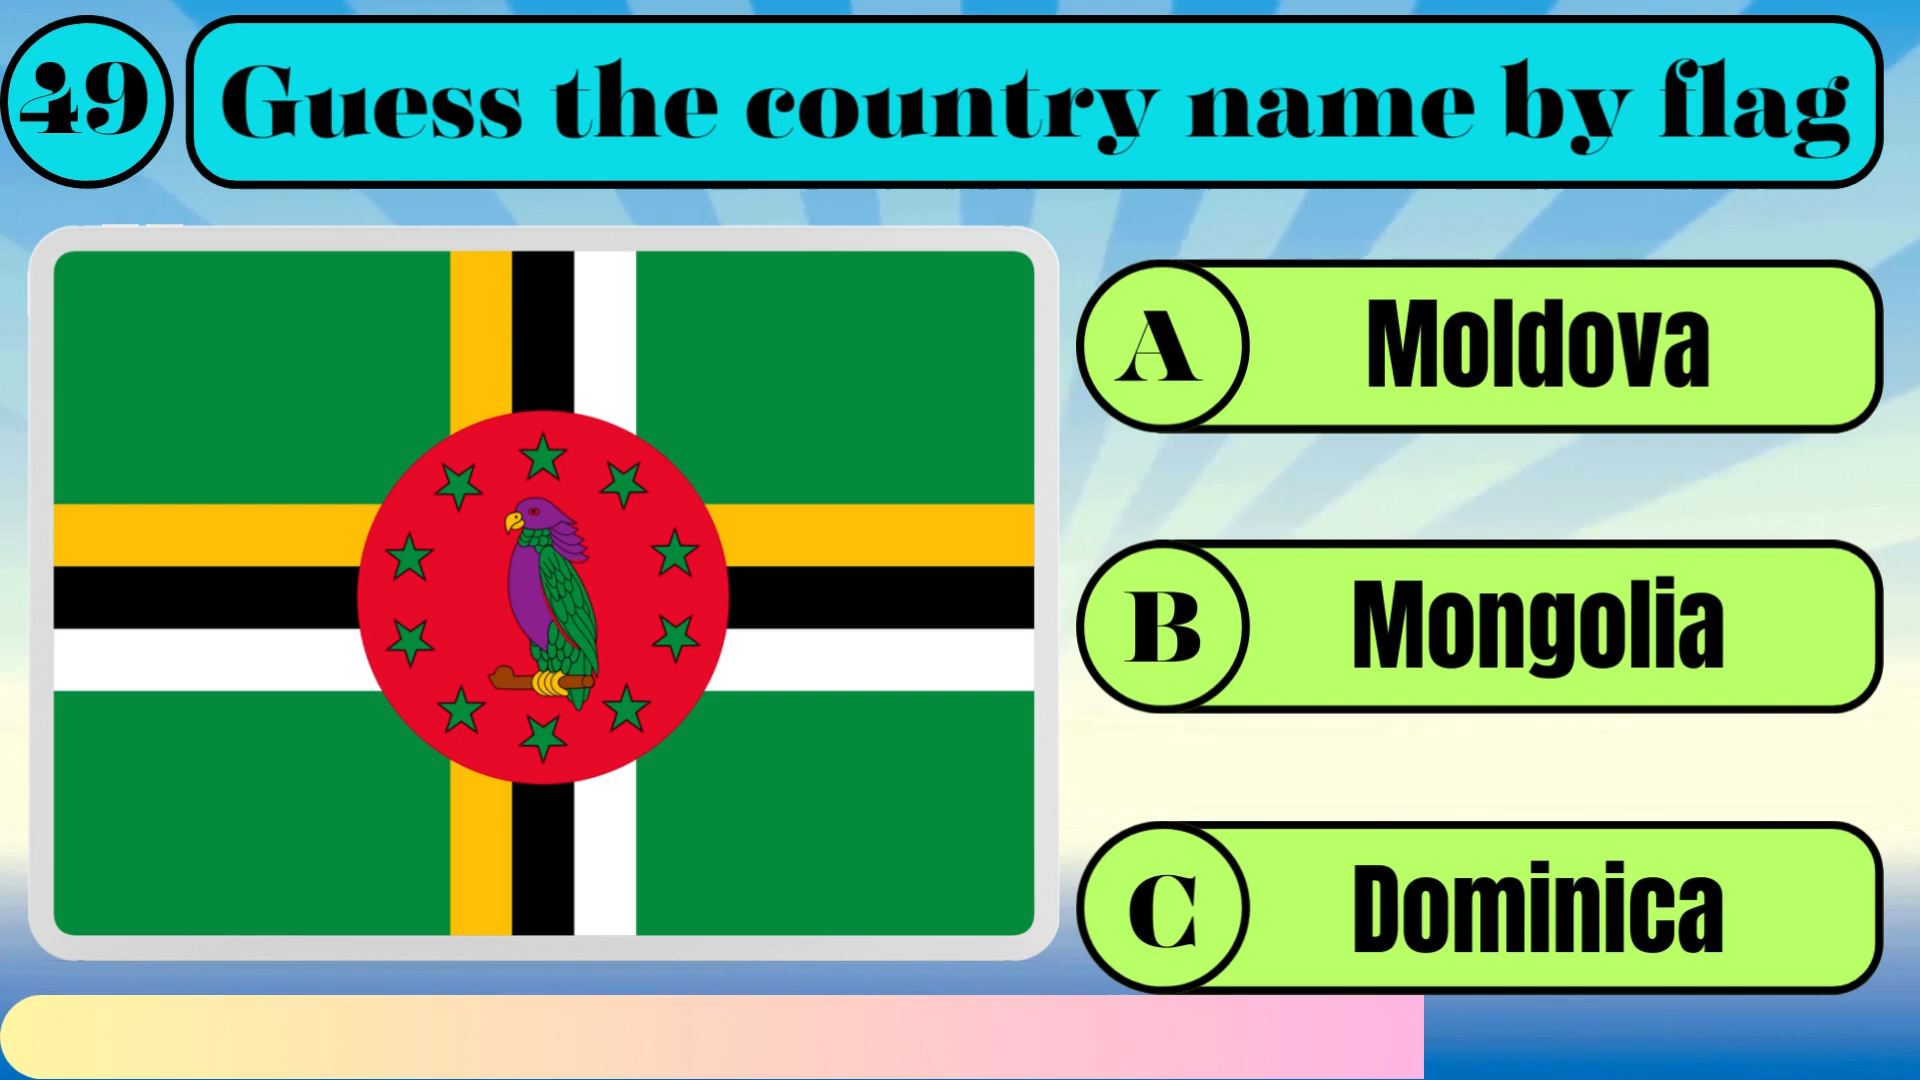 49
Guess the country name by flag
A
Moldova
B
Mongolia
C
Dominica